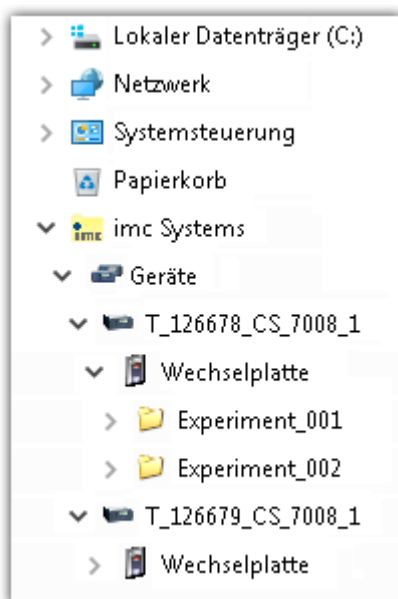 Lokaler Datenträger (C:)
Netzwerk
Systemsteuerung
Papierkorb
imc Systems
Geräte
T_126678_CS_7008_1
Wechselplatte
Experiment_001
Experiment_002
T_126679_CS_7008_1
Wechselplatte